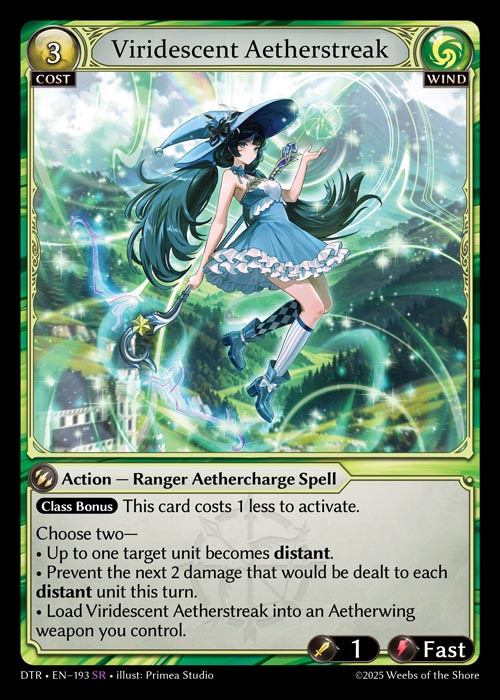 3
Viridescent Aetherstreak
COST
WIND
Action — Ranger Aethercharge Spell
Class Bonus This card costs 1 less to activate.
Choose two—
• Up to one target unit becomes distant.
• Prevent the next 2 damage that would be dealt to each
distant unit this turn.
• Load Viridescent Aetherstreak into an Aetherwing
weapon you control.
1
Fast
DTR • EN–193 SR • illust: Primea Studio
©2025 Weebs of the Shore